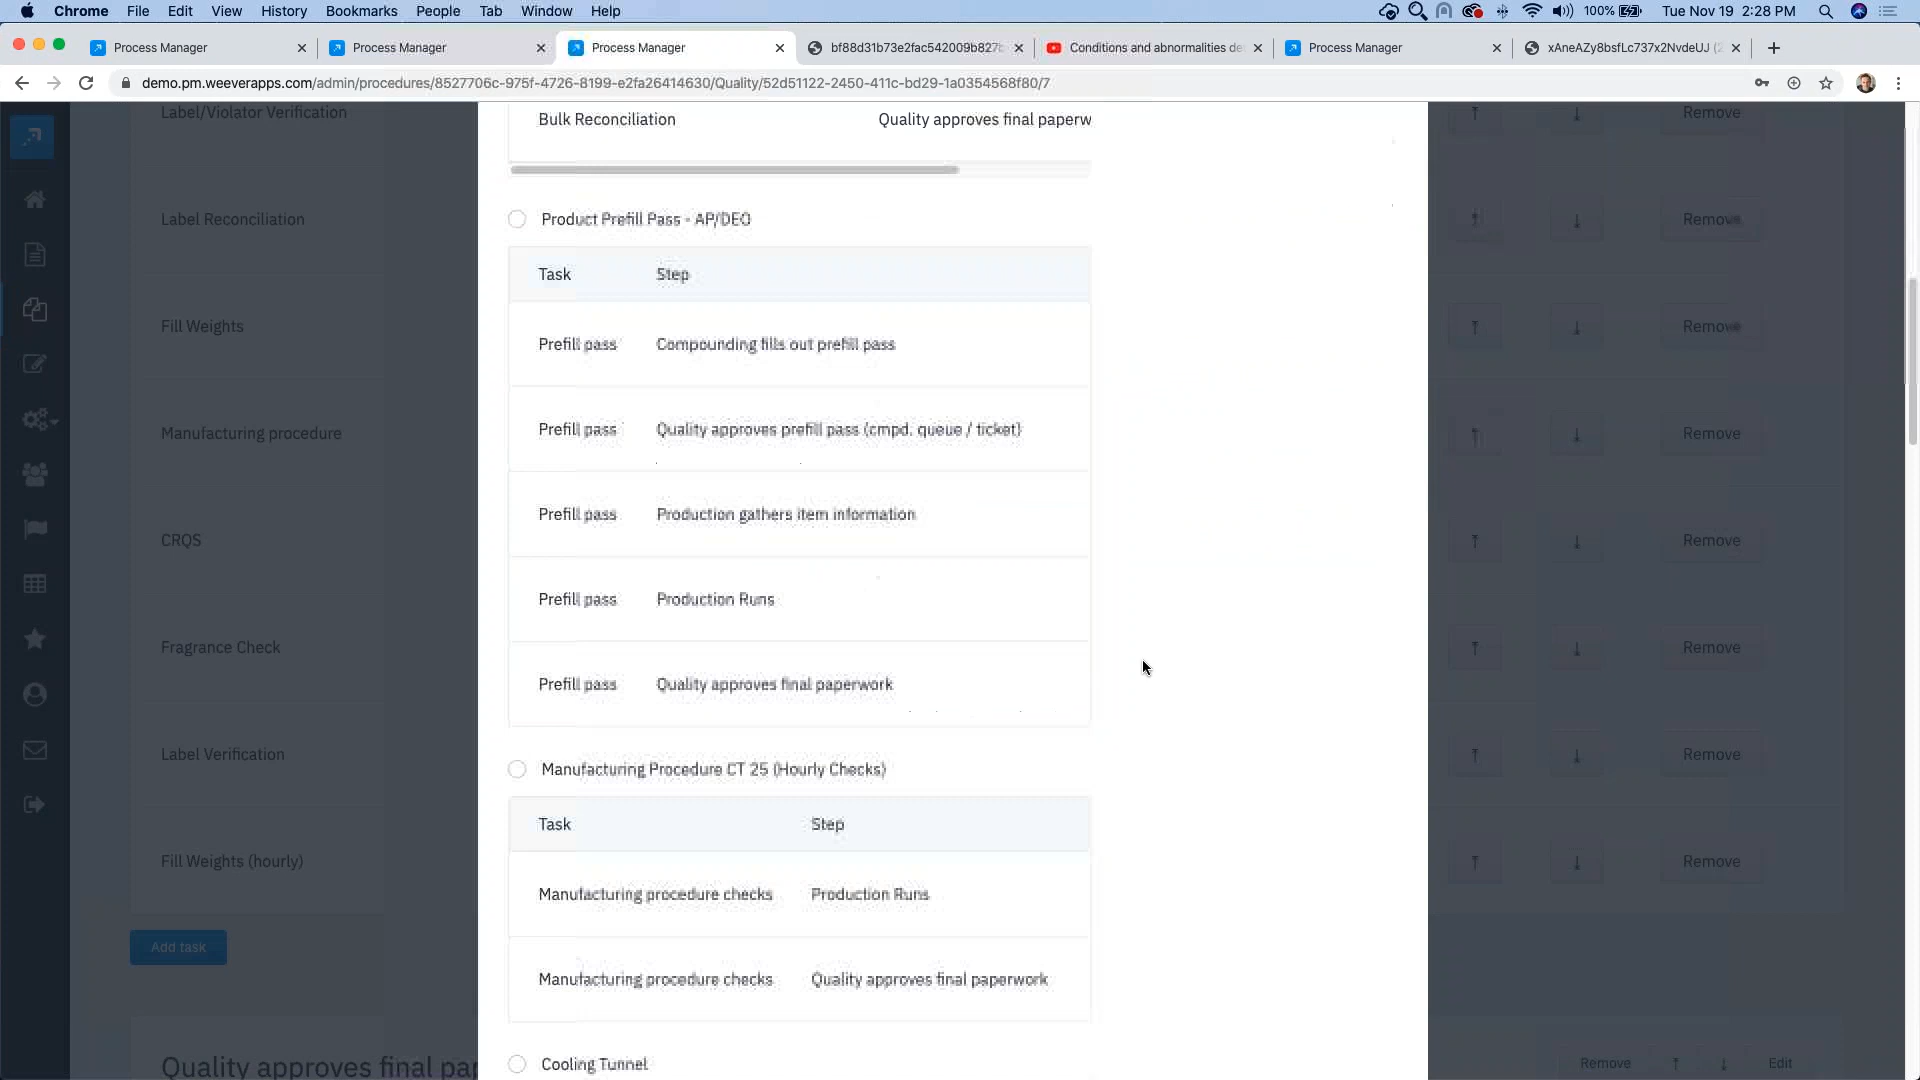 Chrome File Edit View History Bookmarks People Tab Window Help 100% Tue Nov 19 2:28 PM
Process Manager Process Manager Process Manager bf88d31b73e2fac542009b827 Conditions and abnormalities de Process Manager xAneAZy8bsfLc737x2NvdeUJ (2
demo.pm.weeverapps.com/admin/procedures/8527706c-975f-4726-8199-e2fa26414630/Quality/52d51122-2450-411c-bd29-1a0354568f80/7
Label/Violator Verification Remove
Bulk Reconciliation Quality approves final paperw
Label Reconciliation Remove
Product Prefill Pass - AP/DEO
Task Step
Fill Weights Remove
Prefill pass Compounding fills out prefill pass
Manufacturing procedure Remove
Prefill pass Quality approves prefill pass (cmpd. queue / ticket)
Prefill pass Production gathers item information
CRQS Remove
Prefill pass Production Runs
Fragrance Check Remove
Prefill pass Quality approves final paperwork
Label Verification Remove
Manufacturing Procedure CT 25 (Hourly Checks)
Task Step
Fill Weights (hourly) Remove
Manufacturing procedure checks Production Runs
Add task
Manufacturing procedure checks Quality approves final paperwork
Quality approves final pap Remove Edit
Cooling Tunnel